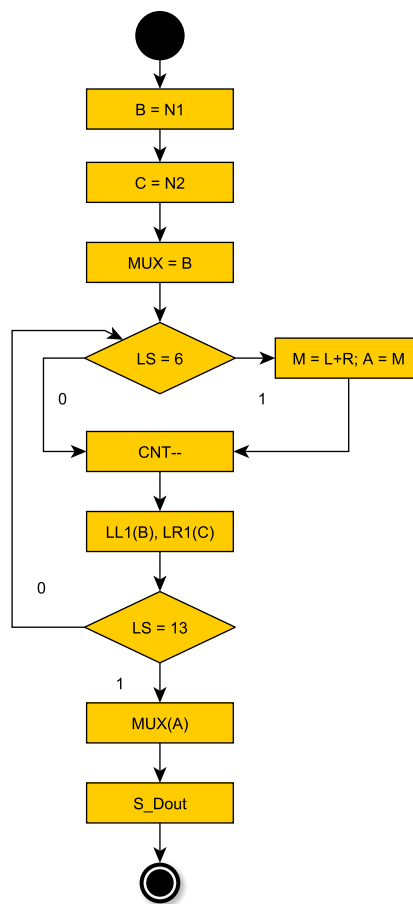 B = N1
C = N2
MUX = B
LS = 6
M = L+R; A = M
0
1
CNT--
LL1(B), LR1(C)
0
LS = 13
1
MUX(A)
S_Dout